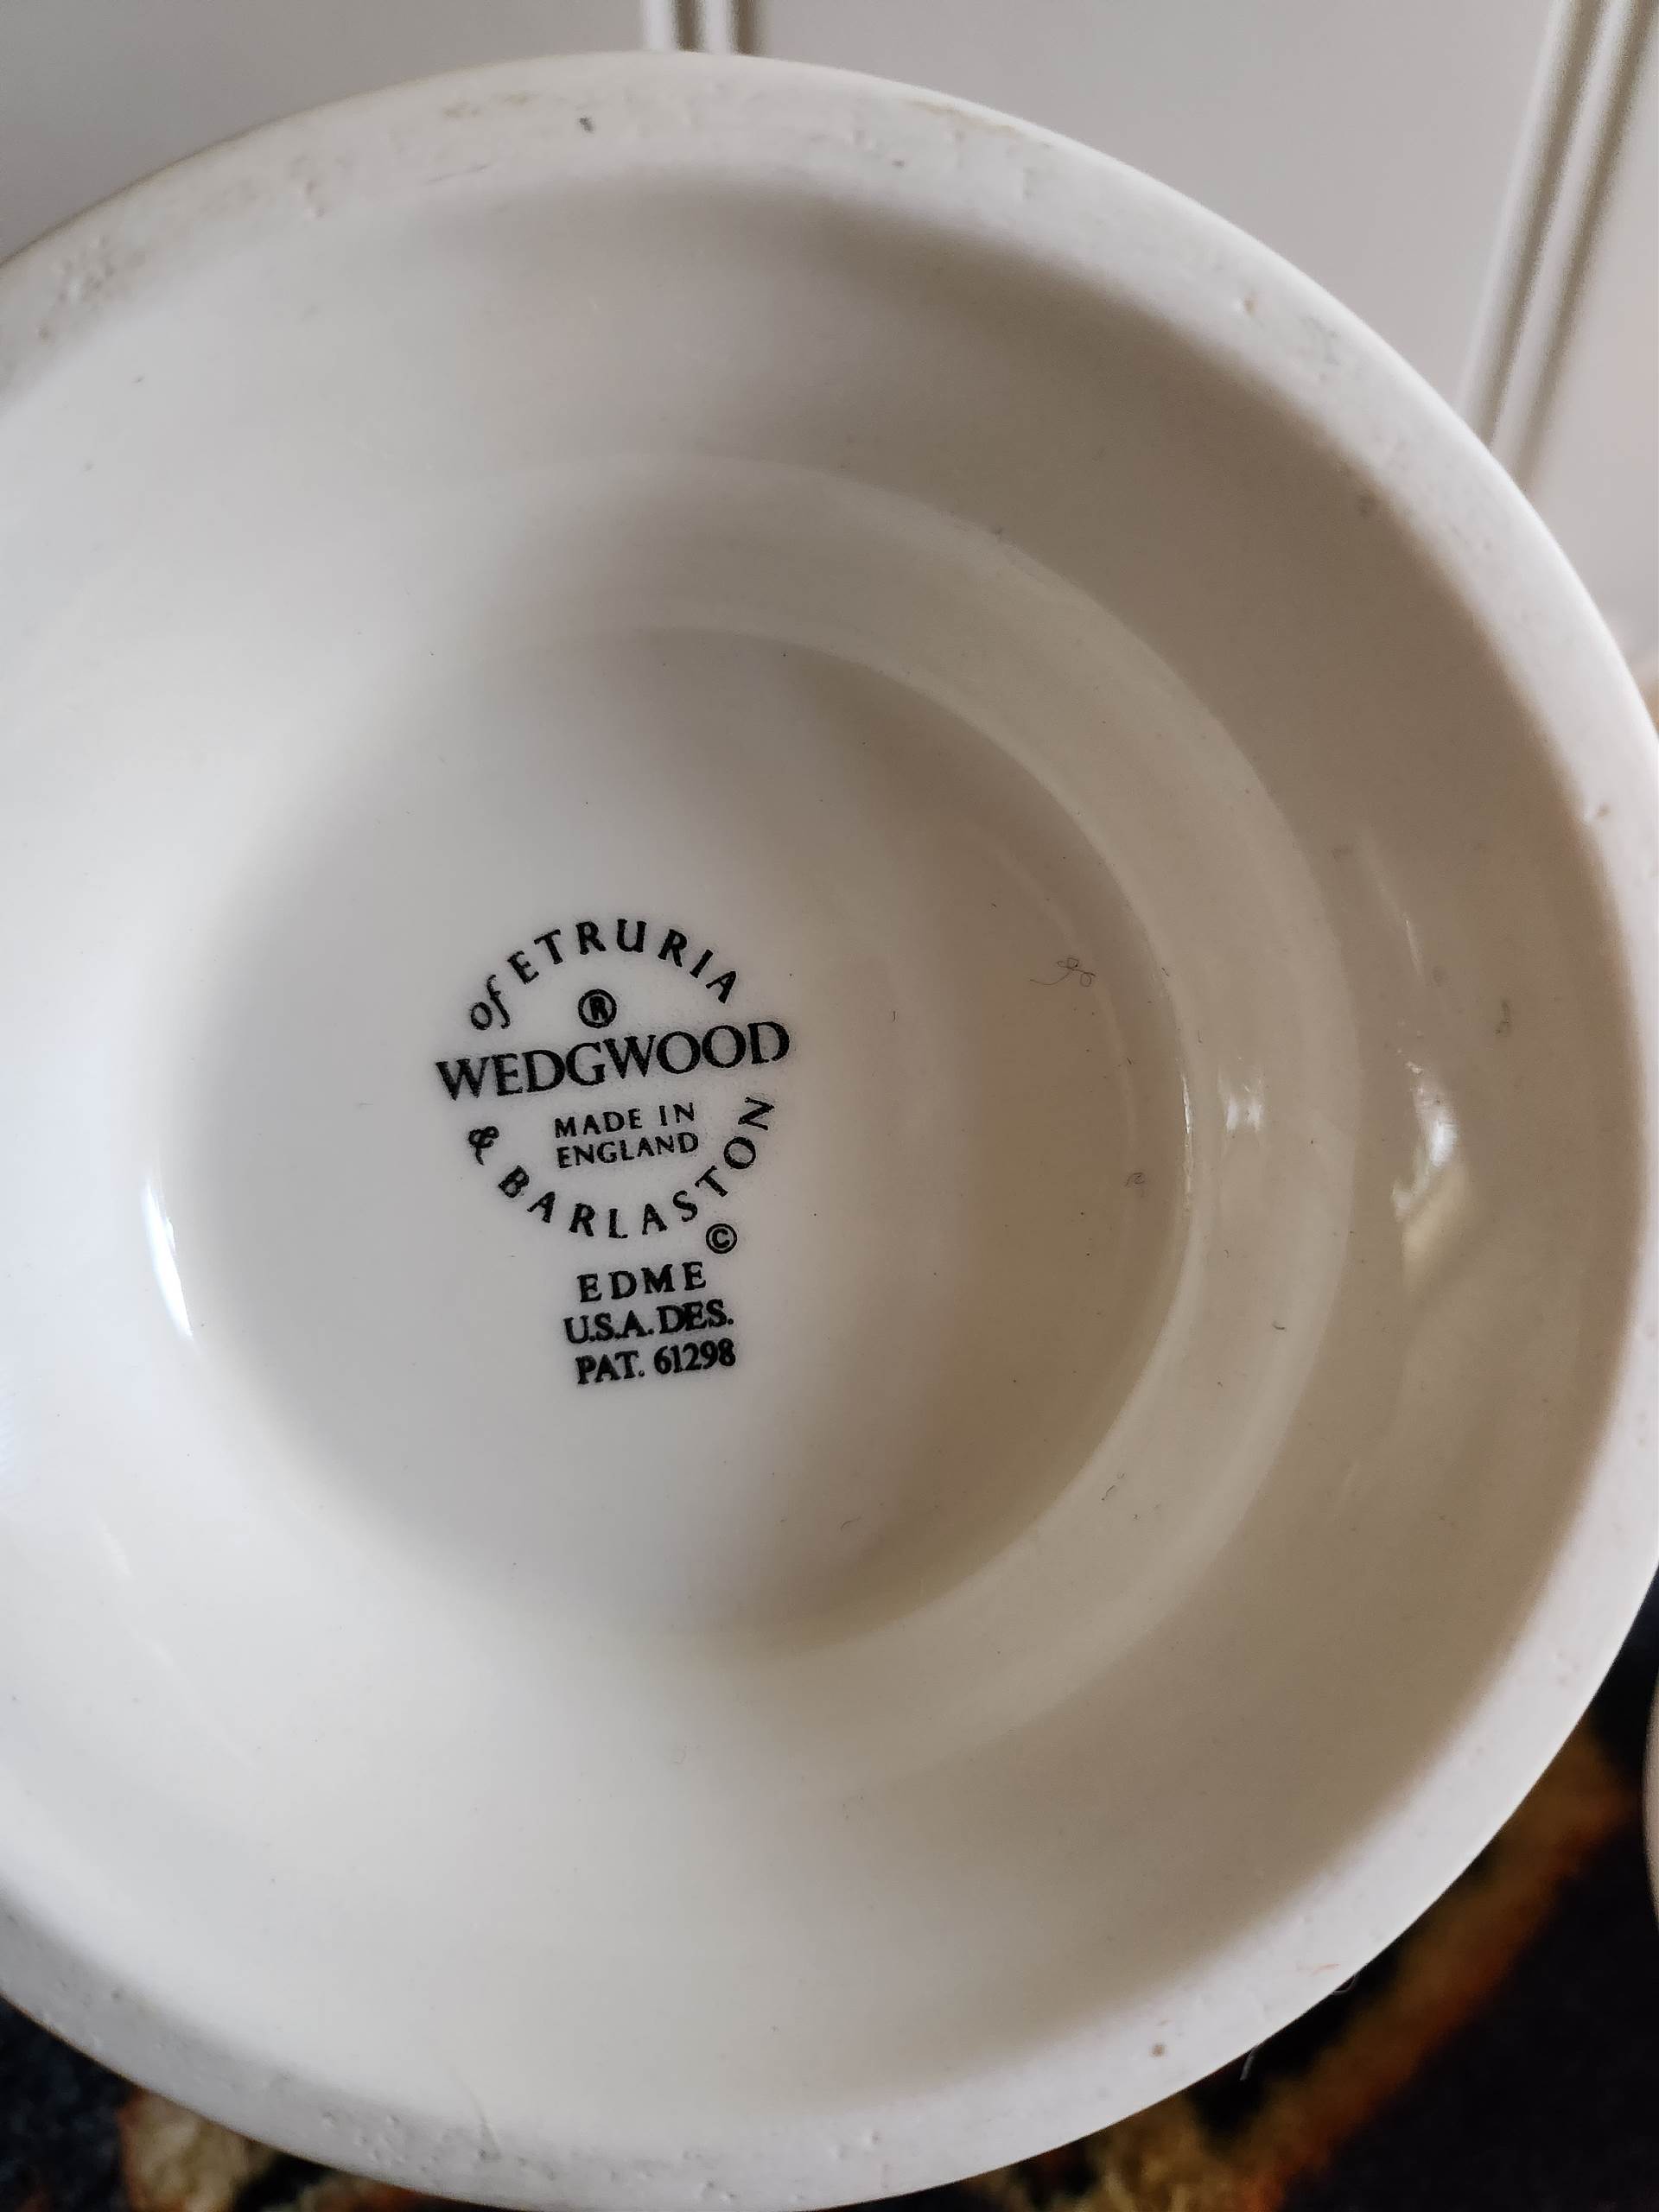 of ETRURIA
®
WEDGWOOD
MADE IN
ENGLAND
& BARLASTON
©
EDME
U.S.A. DES.
PAT. 61298